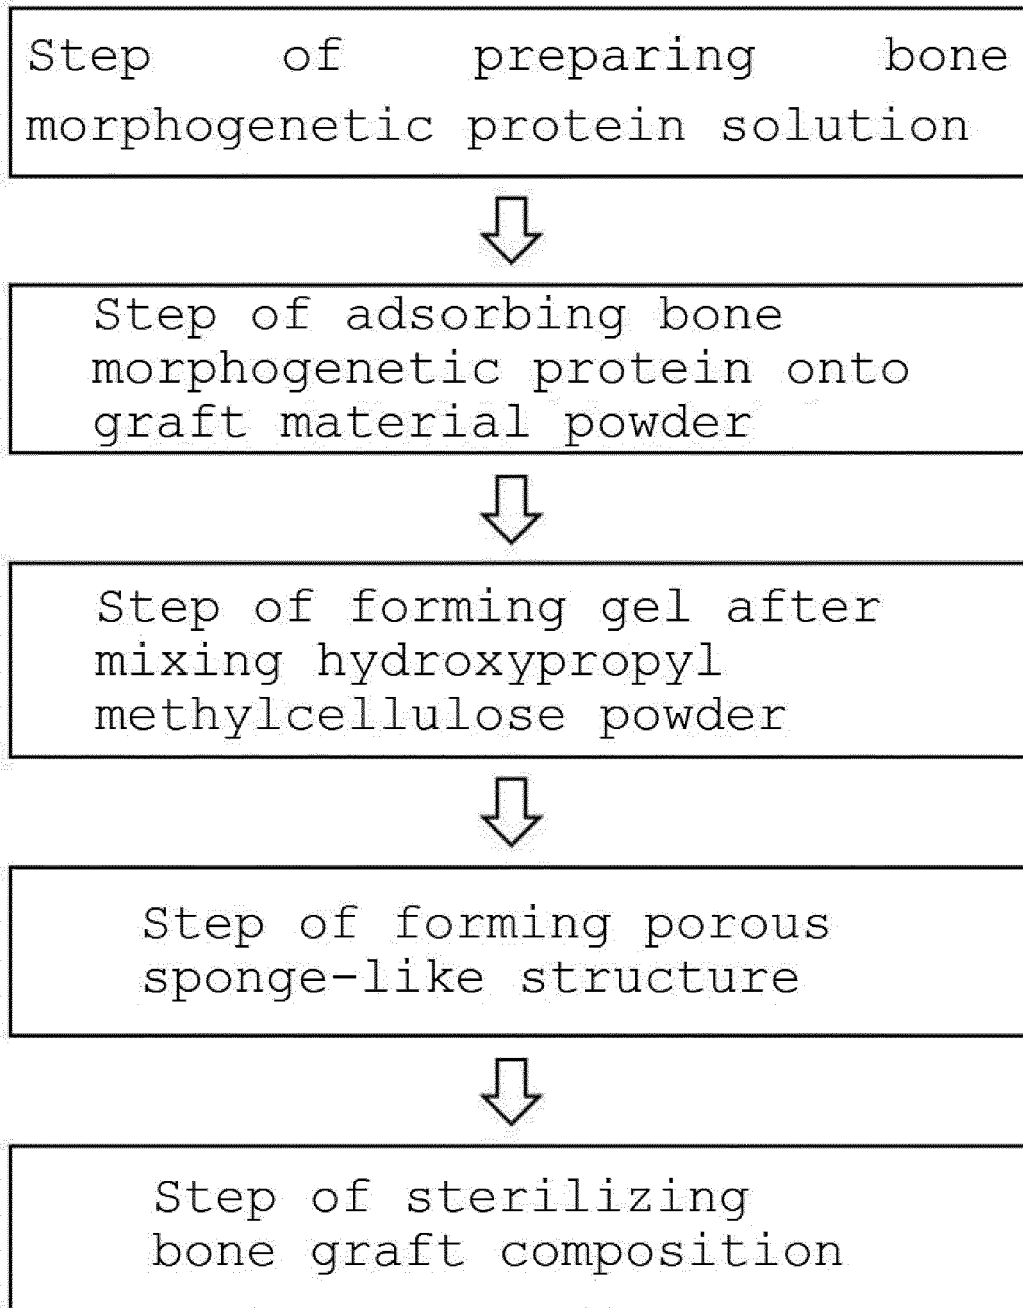 Step of preparing bone
morphogenetic protein solution
Step of adsorbing bone
morphogenetic protein onto
graft material powder
Step of forming gel after
mixing hydroxypropyl
methylcellulose powder
Step of forming porous
sponge-like structure
Step of sterilizing
bone graft composition